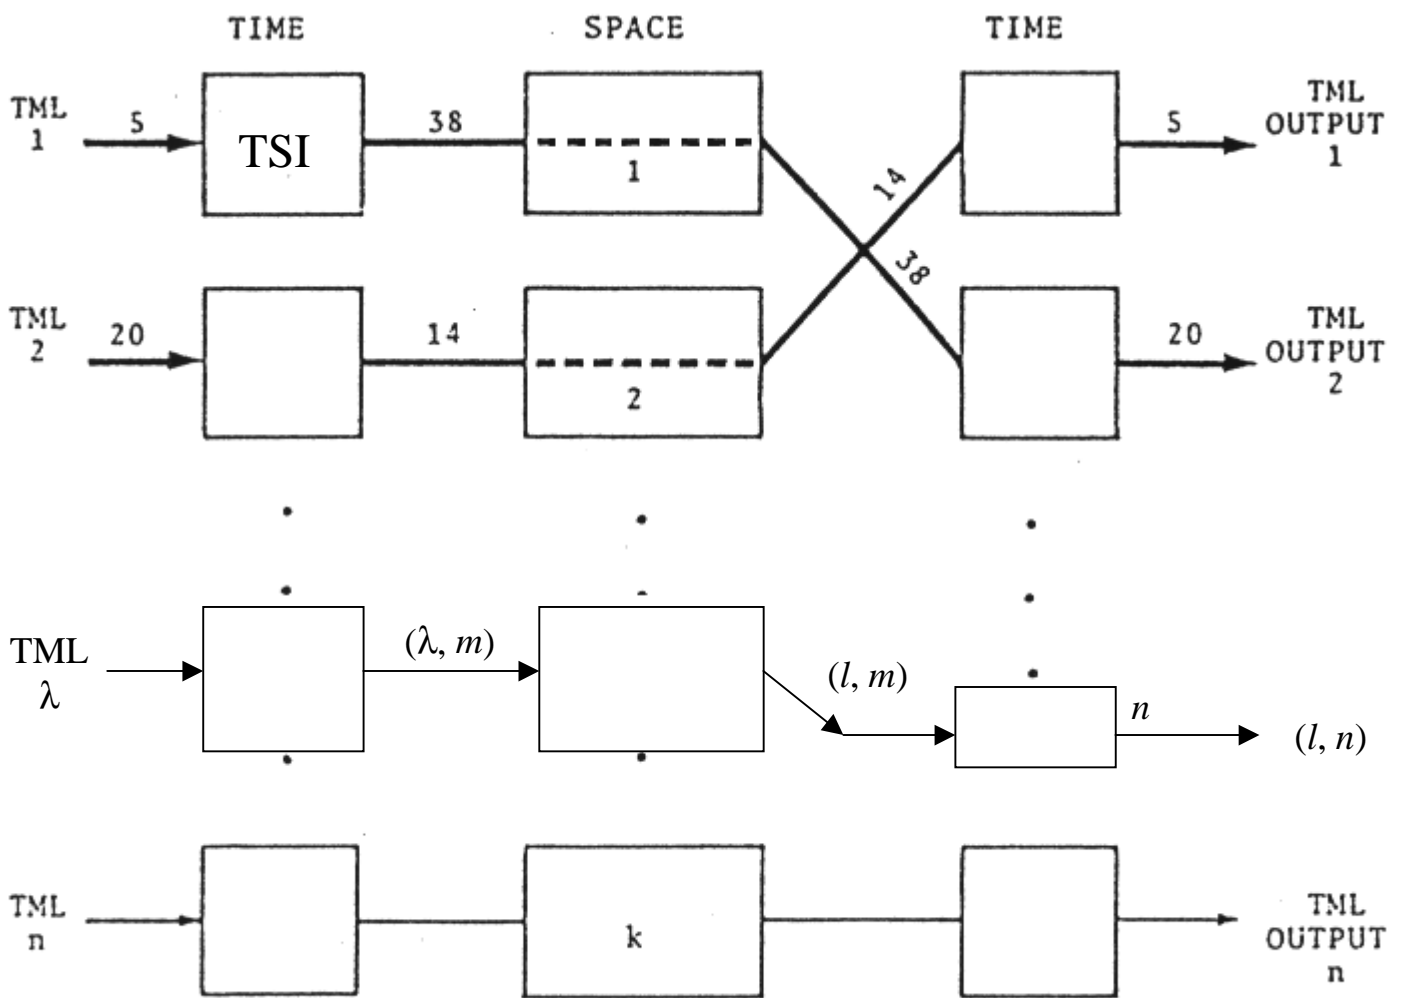 TIME SPACE TIME
TML
1
5
TSI
38
1
14
38
5
TML
OUTPUT
1
TML
2
20
14
2
20
TML
OUTPUT
2
TML
λ
(λ, m)
(l, m)
n
(l, n)
TML
n
k
TML
OUTPUT
n